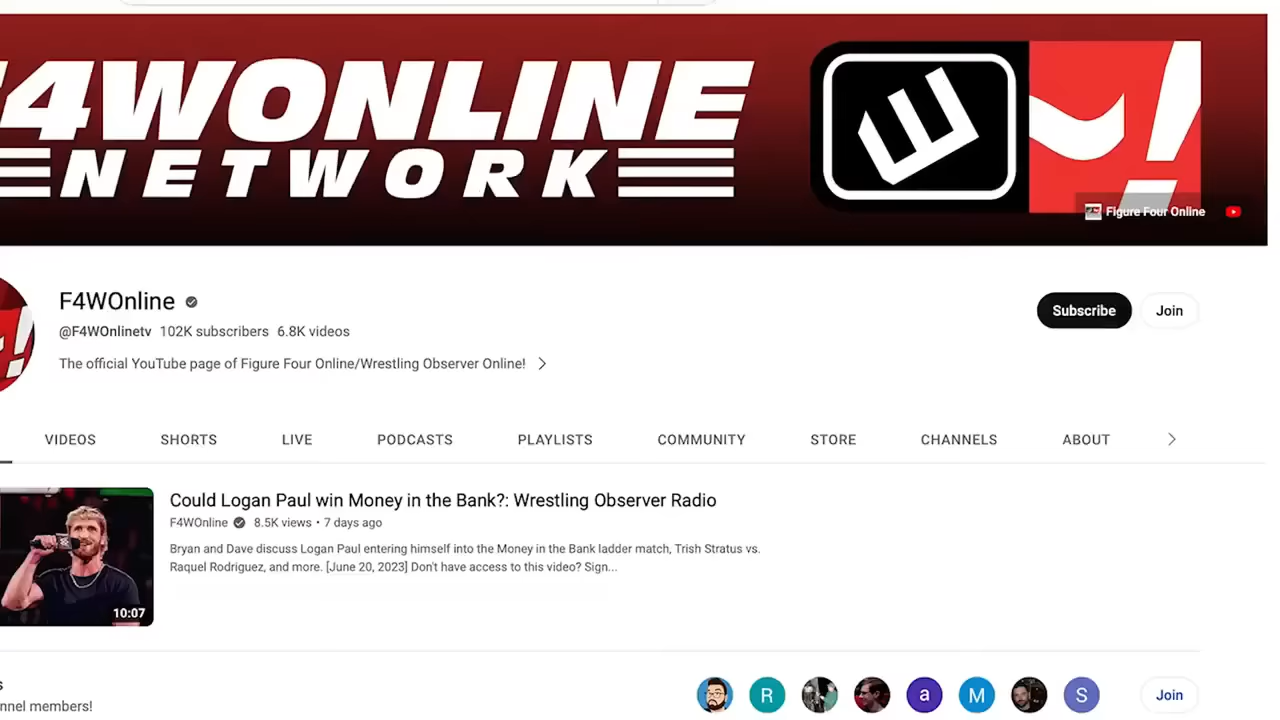 F4WONLINE
NETWORK
Figure Four Online
F4WOnline
@F4WOnlinetv 102K subscribers 6.8K videos
The official YouTube page of Figure Four Online/Wrestling Observer Online!
Subscribe
Join
VIDEOS
SHORTS
LIVE
PODCASTS
PLAYLISTS
COMMUNITY
STORE
CHANNELS
ABOUT
Could Logan Paul win Money in the Bank?: Wrestling Observer Radio
F4WOnline 8.5K views • 7 days ago
Bryan and Dave discuss Logan Paul entering himself into the Money in the Bank ladder match, Trish Stratus vs.
Raquel Rodriguez, and more. [June 20, 2023] Don't have access to this video? Sign...
10:07
s
nnel members!
R
a
M
S
Join